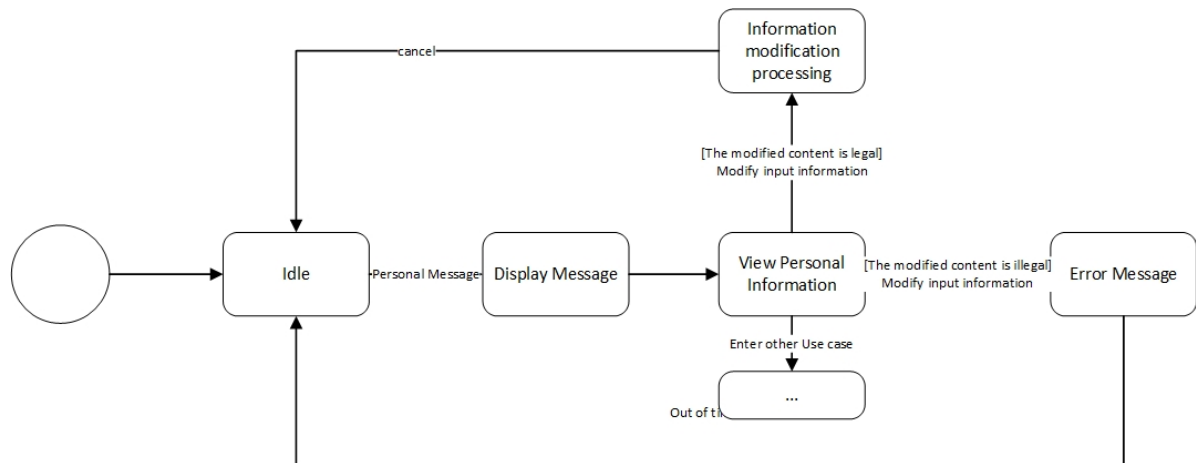 Information
modification
processing
cancel
[The modified content is legal]
Modify input information
Idle
Personal Message
Display Message
View Personal
Information
[The modified content is illegal]
Modify input information
Error Message
Enter other Use case
...
Out of